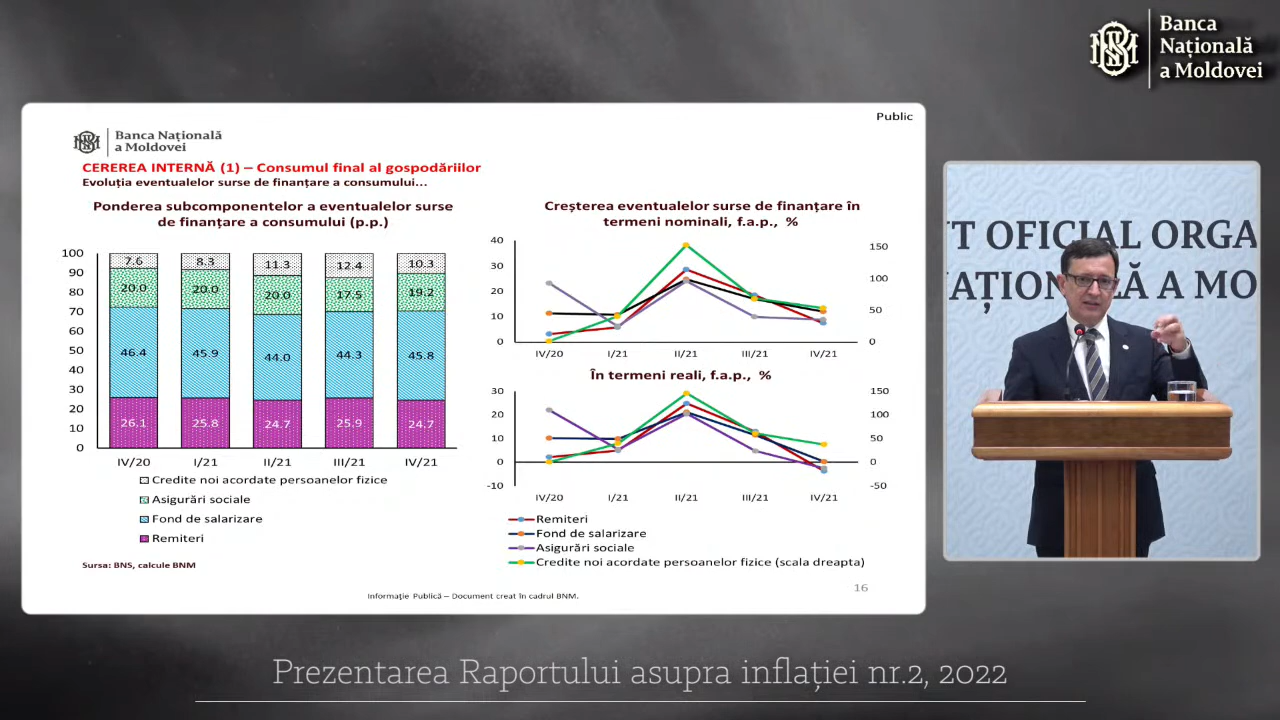 Banca
Națională
a Moldovei
Public
Banca Națională
a Moldovei
CEREREA INTERNĂ (1) – Consumul final al gospodăriilor
Evoluția eventualelor surse de finanțare a consumului...
Ponderea subcomponentelor a eventualelor surse
de finanțare a consumului (p.p.)
100
90
80
70
60
50
40
30
20
10
0
7.6 8.3 11.3 12.4 10.3
20.0 20.0 20.0 17.5 19.2
46.4 45.9 44.0 44.3 45.8
26.1 25.8 24.7 25.9 24.7
IV/20 I/21 II/21 III/21 IV/21
Credite noi acordate persoanelor fizice
Asigurări sociale
Fond de salarizare
Remiteri
Sursa: BNS, calcule BNM
Creșterea eventualelor surse de finanțare în
termeni nominali, f.a.p., %
40
30
20
10
0
150
100
50
0
IV/20 I/21 II/21 III/21 IV/21
În termeni reali, f.a.p., %
30
20
10
0
-10
150
100
50
0
-50
IV/20 I/21 II/21 III/21 IV/21
Remiteri
Fond de salarizare
Asigurări sociale
Credite noi acordate persoanelor fizice (scala dreapta)
16
Informație Publică – Document creat în cadrul BNM.
T OFICIAL ORGA
AȚION LĂ A MO
Prezentarea Raportului asupra inflației nr.2, 2022